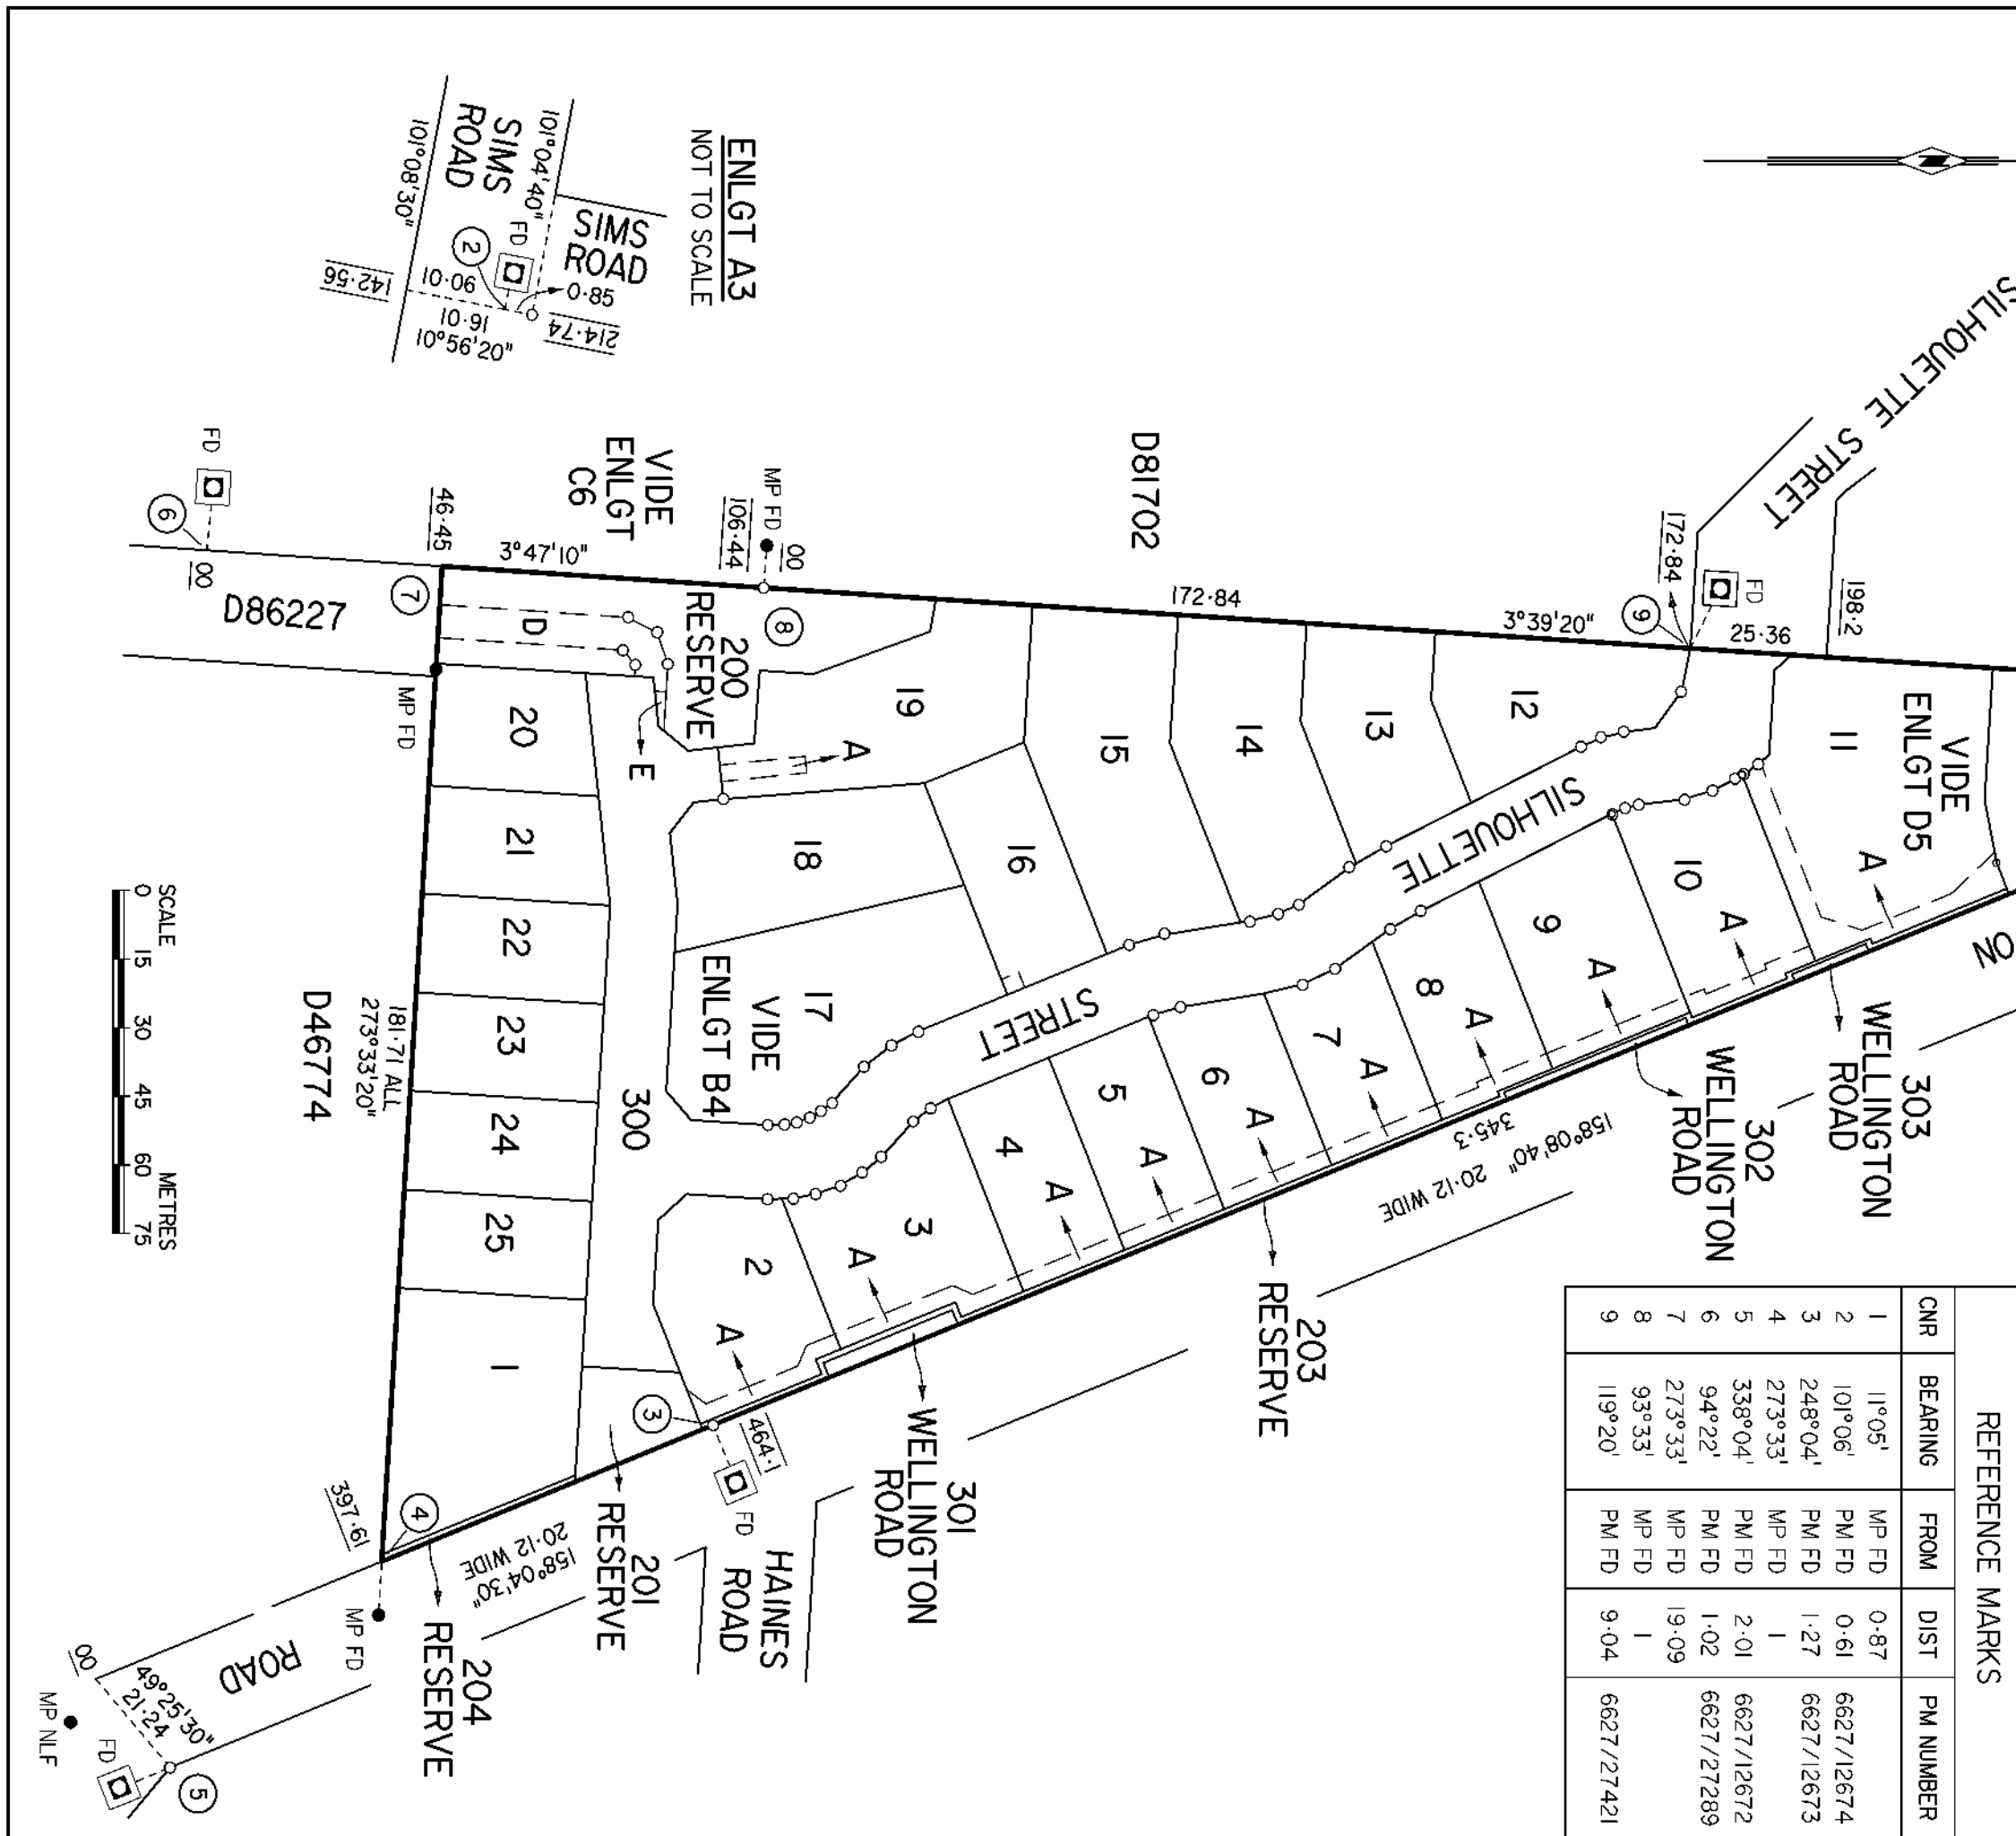 ENLGT A3
NOT TO SCALE
SIMS
ROAD
SIMS
ROAD
101°04'40"
101°08'30"
FD
2
0·85
10·06
16·01
10°56'20"
142·56
214·74
SILHOUETTE STREET
D81702
198·2
172·84
FD
9
25·36
3°39'20"
172·84
MP FD
00
106·44
8
VIDE
ENLGT
C6
3°47'10"
46·45
7
FD
6
00
D86227
MP FD
D
E
200
RESERVE
A
VIDE
ENLGT D5
11
12
13
14
15
16
17
18
19
20
21
22
23
24
25
1
2
3
4
5
6
7
8
9
10
A
A
A
A
A
A
A
A
A
A
SILHOUETTE
STREET
VIDE
ENLGT B4
300
181·71 ALL
273°33'20"
D46774
SCALE
METRES
0 15 30 45 60 75
ON
303
WELLINGTON
ROAD
302
WELLINGTON
ROAD
158°08'40" 20·12 WIDE
345·3
203
RESERVE
301
WELLINGTON
ROAD
3
464·1
FD
HAINES
ROAD
201
RESERVE
158°04'30"
20·12 WIDE
4
397·61
MP FD
204
RESERVE
ROAD
00
49°25'30"
21·24
MP NLF
FD
5
REFERENCE MARKS
CNR BEARING FROM DIST PM NUMBER
1 11°05' MP FD 0·87
2 101°06' PM FD 0·61 6627/12674
3 248°04' PM FD 1·27 6627/12673
4 273°33' MP FD 1
5 338°04' PM FD 2·01 6627/12672
6 94°22' PM FD 1·02 6627/27289
7 273°33' MP FD 19·09
8 93°33' MP FD 1
9 119°20' PM FD 9·04 6627/27421